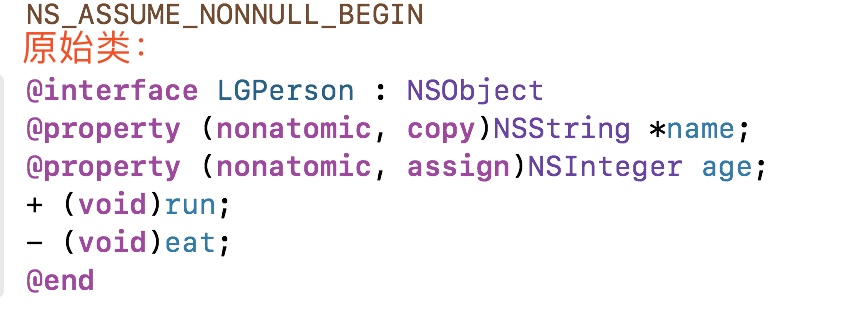 NS_ASSUME_NONNULL_BEGIN
原始类：
@interface LGPerson : NSObject
@property (nonatomic, copy)NSString *name;
@property (nonatomic, assign)NSInteger age;
+ (void)run;
- (void)eat;
@end